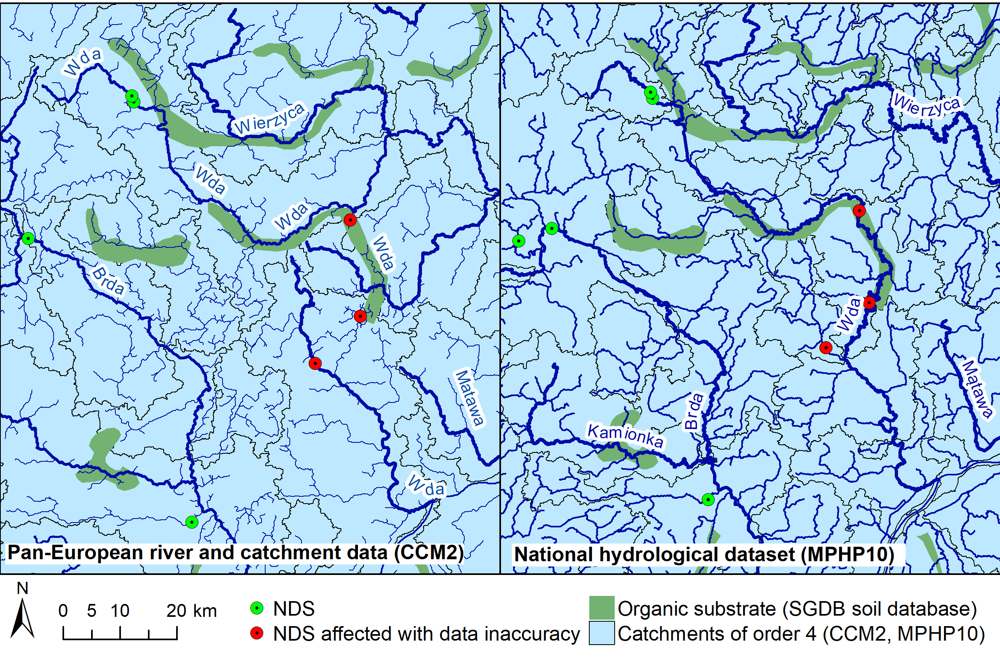 Wda
Wierzyca
Wda
Wda
Wda
Brda
Matawa
Wda
Pan-European river and catchment data (CCM2)
Wierzyca
Wda
Mątawa
Brda
Kamionka
National hydrological dataset (MPHP10)
N
0 5 10 20 km
NDS
NDS affected with data inaccuracy
Organic substrate (SGDB soil database)
Catchments of order 4 (CCM2, MPHP10)